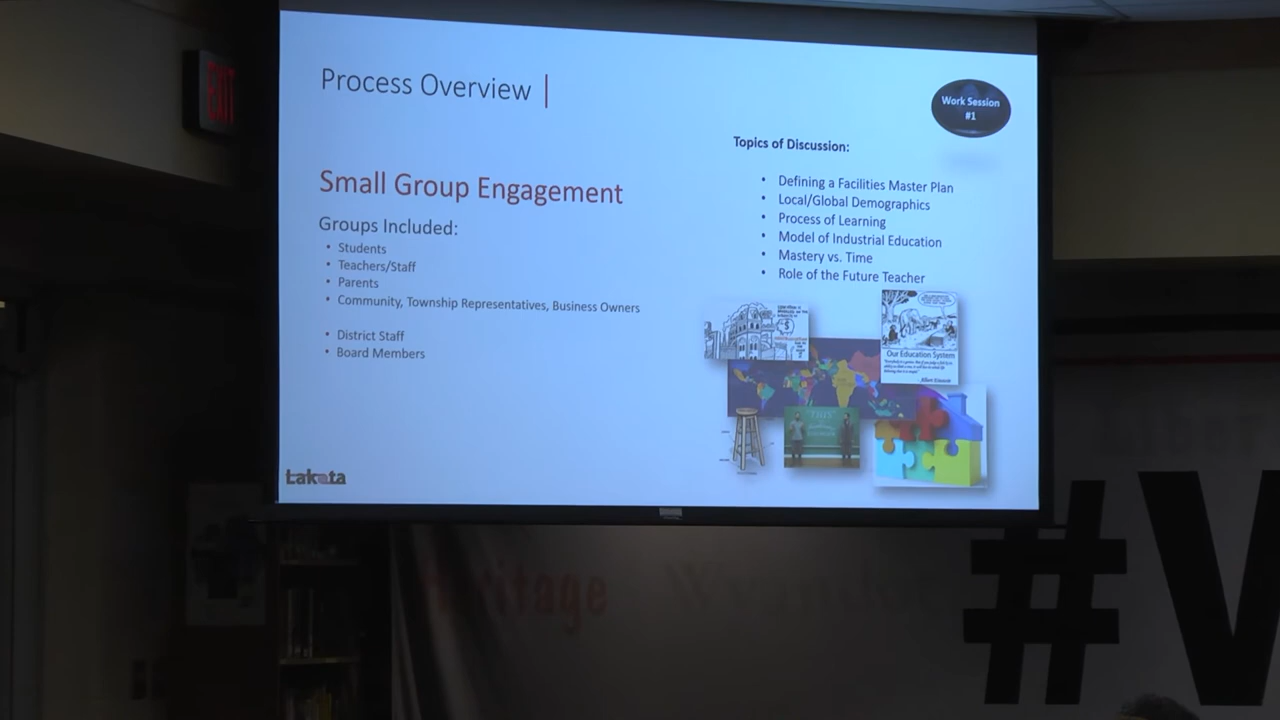 EXIT
Process Overview |
Work Session
#1
Topics of Discussion:
• Defining a Facilities Master Plan
• Local/Global Demographics
• Process of Learning
• Model of Industrial Education
• Mastery vs. Time
• Role of the Future Teacher
Small Group Engagement
Groups Included:
• Students
• Teachers/Staff
• Parents
• Community, Township Representatives, Business Owners
• District Staff
• Board Members
Our Education System
"THIS"
Lakota
#